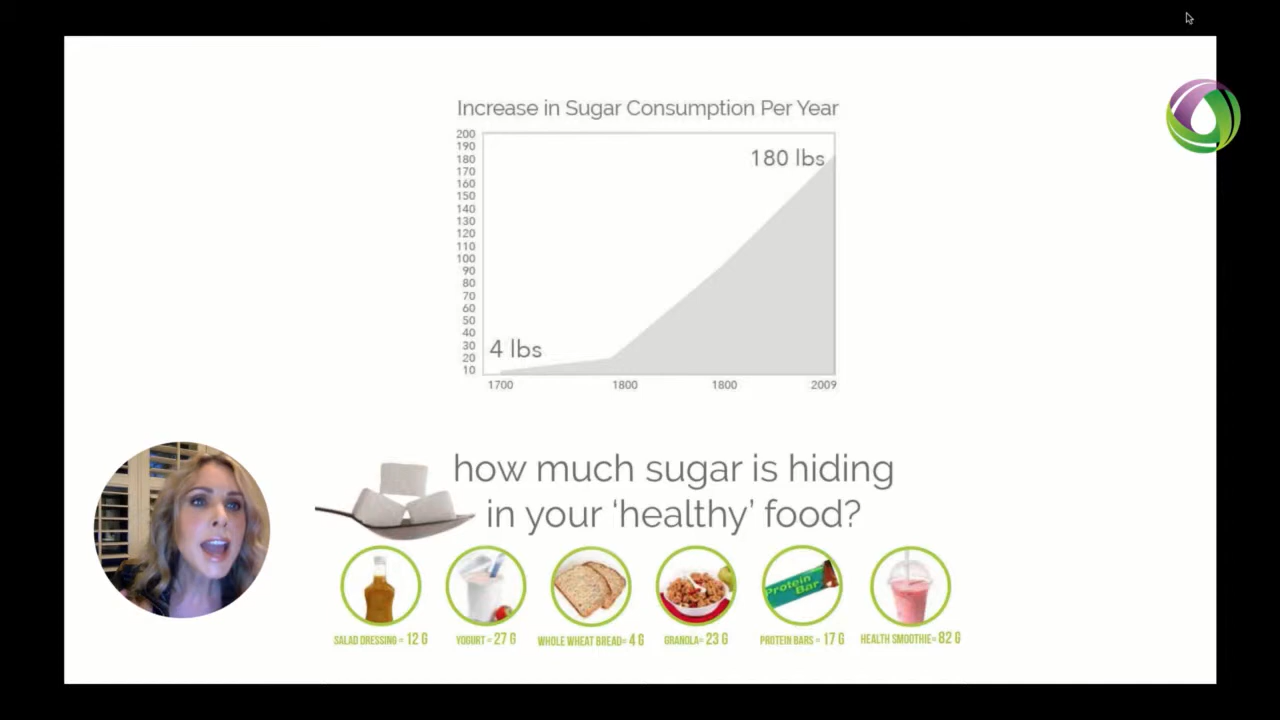 Increase in Sugar Consumption Per Year
200
190
180
170
160
150
140
130
120
110
100
90
80
70
60
50
40
30
20
10
180 lbs
4 lbs
1700 1800 1800 2009
how much sugar is hiding
in your ‘healthy’ food?
Protein
Bar
SALAD DRESSING = 12 G
YOGURT = 27 G
WHOLE WHEAT BREAD= 4 G
GRANOLA= 23 G
PROTEIN BARS = 17 G
HEALTH SMOOTHIE= 82 G